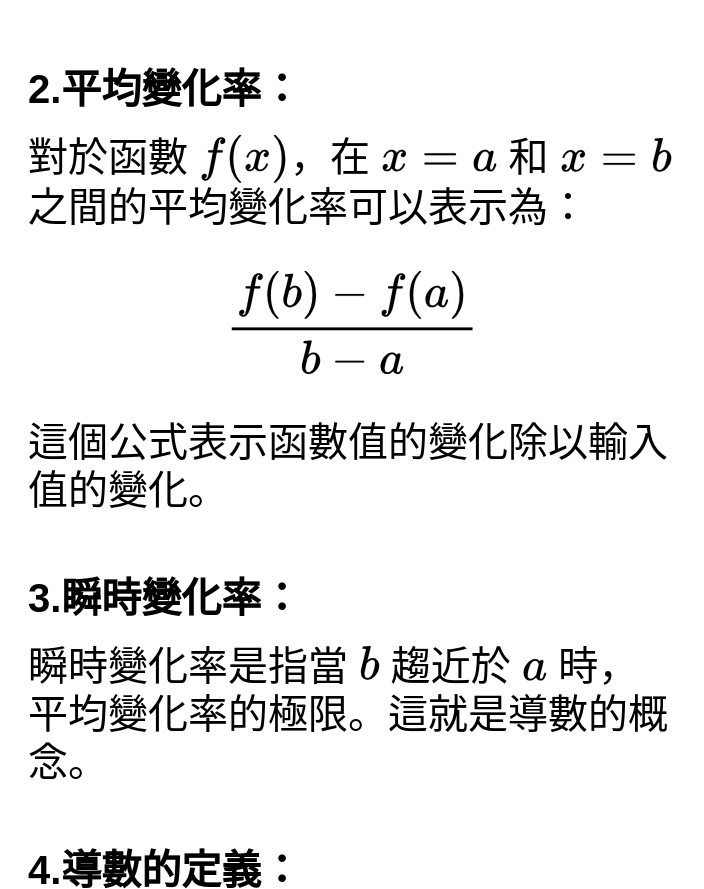 2.平均變化率：
對於函數 f(x)，在 x = a 和 x = b
之間的平均變化率可以表示為：
f(b) − f(a)
b − a
這個公式表示函數值的變化除以輸入
值的變化。
3.瞬時變化率：
瞬時變化率是指當 b 趨近於 a 時，
平均變化率的極限。這就是導數的概
念。
4.導數的定義：